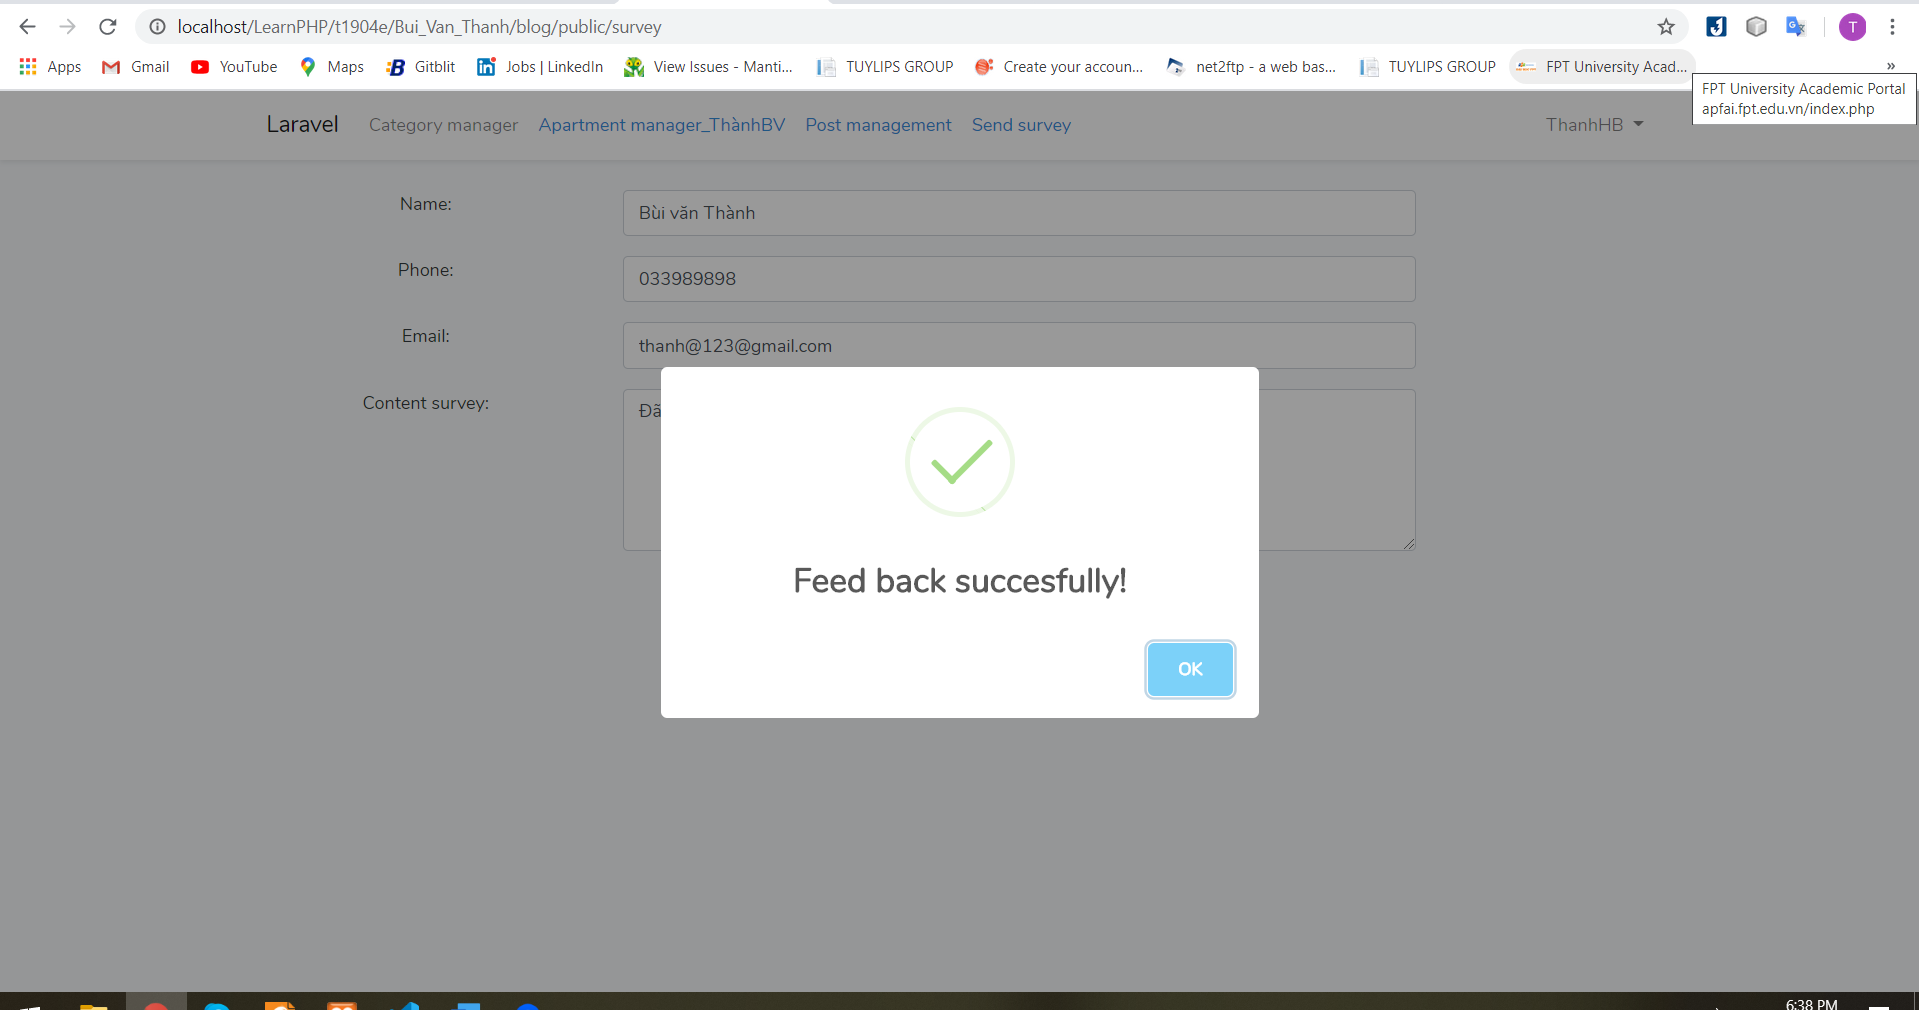 localhost/LearnPHP/t1904e/Bui_Van_Thanh/blog/public/survey
T
Apps Gmail YouTube Maps Gitblit Jobs | LinkedIn View Issues - Manti... TUYLIPS GROUP Create your accoun... net2ftp - a web bas... TUYLIPS GROUP FPT University Acad... »
FPT University Academic Portal
apfai.fpt.edu.vn/index.php
Laravel Category manager Apartment manager_ThànhBV Post management Send survey ThanhHB
Name: Bùi văn Thành
Phone: 033989898
Email: thanh@123@gmail.com
Content survey: Đã
Feed back succesfully!
OK
6:38 PM